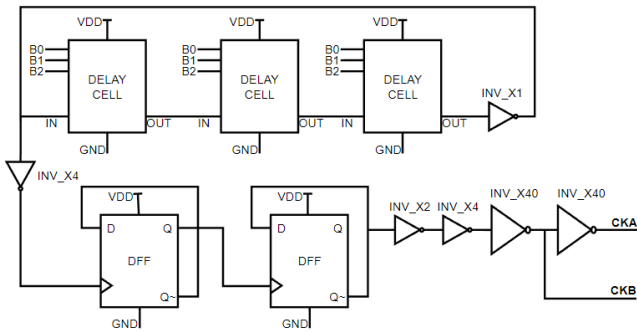 VDD VDD VDD
B0 B0 B0
B1 B1 B1
B2 B2 B2
DELAY CELL DELAY CELL DELAY CELL
INV_X1
IN OUT IN OUT IN OUT
GND GND GND
INV_X4
VDD VDD
D Q D Q
INV_X2 INV_X4 INV_X40 INV_X40
CKA
DFF DFF
Q~ Q~
CKB
GND GND